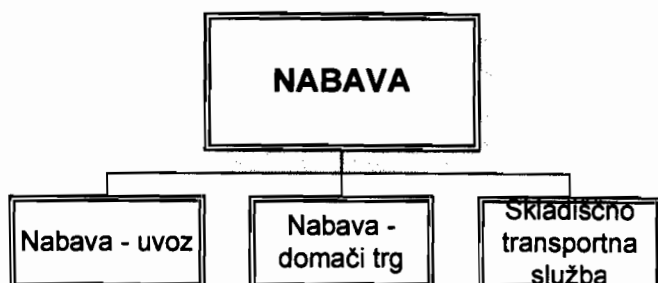 NABAVA
Nabava - uvoz
Nabava -
domači trg
Skladiščno
transportna
služba